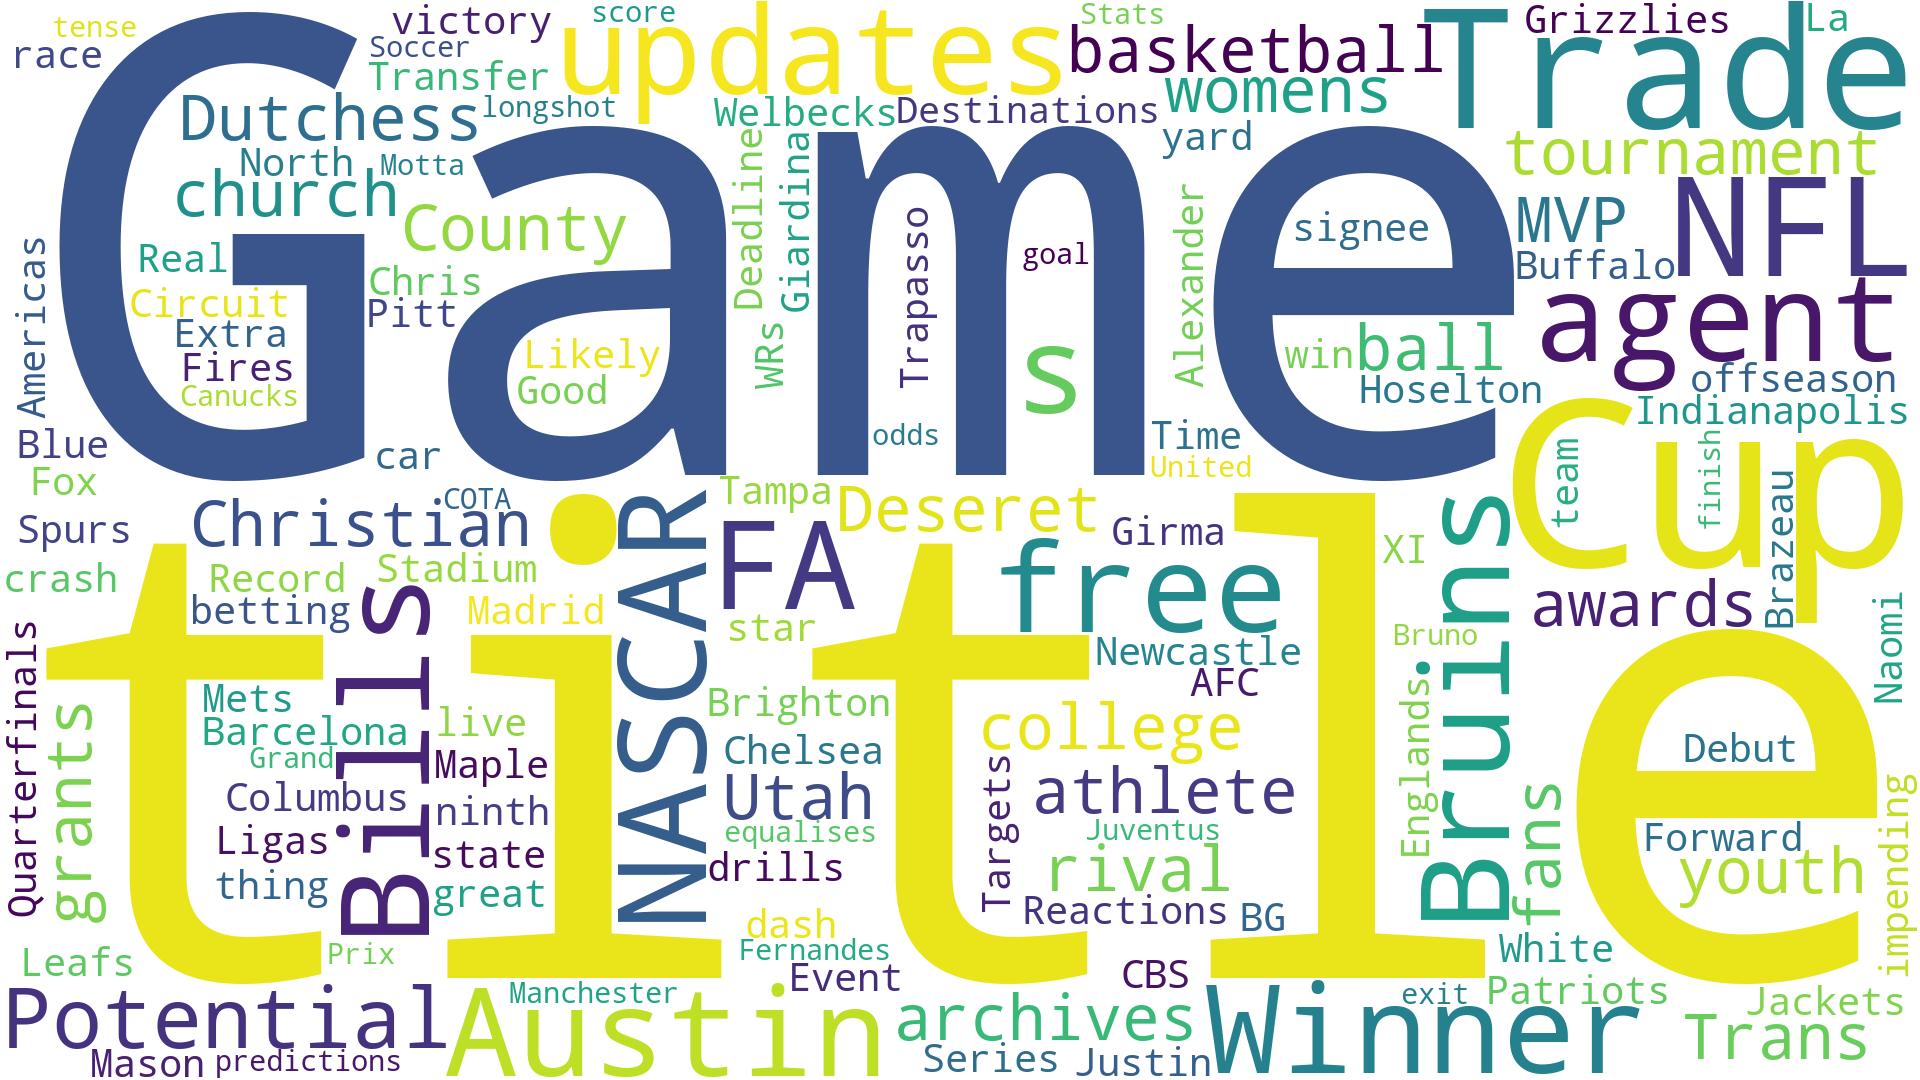 tense
victory
score
updates
Stats
basketball
Trade
Grizzlies
La
race
Soccer
Transfer
longshot
Welbecks
Destinations
womens
yard
tournament
Dutchess
North
Motta
church
County
Game
Deadline
Giardina
Trapasso
goal
Alexander
signee
MVP
NFL
Buffalo
Americas
Real
Circuit
Extra
Fires
Canucks
Chris
Pitt
Likely
Good
WRs
s
win
ball
Hoselton
agent
offseason
Indianapolis
Blue
Fox
car
odds
Time
United
Cup
team
finish
Brazeau
Spurs
Christian
COTA
Tampa
Deseret
Girma
XI
crash
Record
Stadium
NASCAR
FA
free
Bruins
awards
betting
Madrid
star
Newcastle
Bruno
Naomi
Quarterfinals
title
Bills
AFC
Englands
Mets
Barcelona
Grand
live
Maple
Brighton
Chelsea
college
Debut
grants
Columbus
ninth
Utah
Targets
athlete
Ligas
state
equalises
Juventus
fans
Forward
thing
great
drills
rival
youth
impending
Reactions
BG
dash
Leafs
Prix
Fernandes
Event
CBS
White
Potential
Manchester
Austin
archives
Winner
exit
Patriots
Jackets
Trans
Mason
predictions
Series
Justin